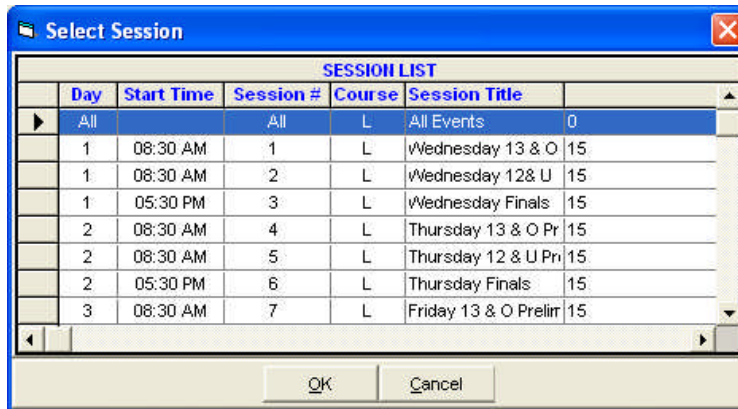 Select Session
SESSION LIST
Day Start Time Session # Course Session Title
All All L All Events 0
1 08:30 AM 1 L Wednesday 13 & O 15
1 08:30 AM 2 L Wednesday 12& U 15
1 05:30 PM 3 L Wednesday Finals 15
2 08:30 AM 4 L Thursday 13 & O Pr 15
2 08:30 AM 5 L Thursday 12 & U Pr 15
2 05:30 PM 6 L Thursday Finals 15
3 08:30 AM 7 L Friday 13 & O Prelim 15
OK Cancel